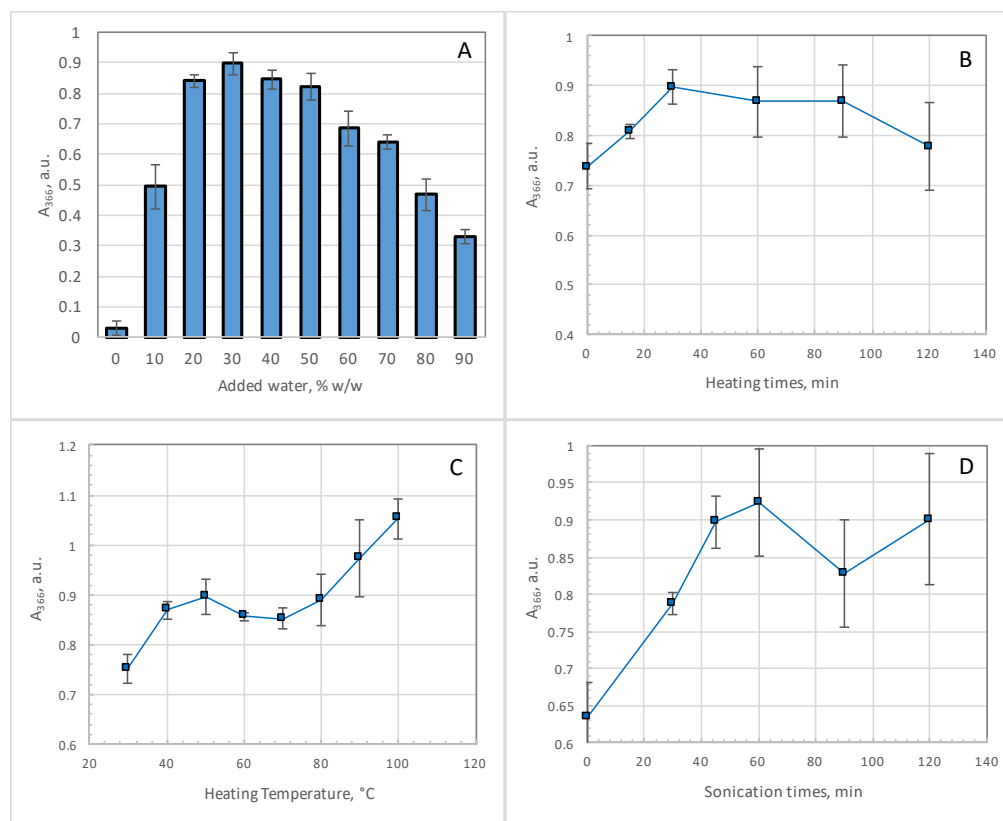 A
1
0.9
0.8
0.7
0.6
0.5
0.4
0.3
0.2
0.1
0
A₃₆₆, a.u.
0 10 20 30 40 50 60 70 80 90
Added water, % w/w
B
1
0.9
0.8
0.7
0.6
0.5
0.4
A₃₆₆, a.u.
0 20 40 60 80 100 120 140
Heating times, min
C
1.2
1.1
1
0.9
0.8
0.7
0.6
A₃₆₆, a.u.
20 40 60 80 100 120
Heating Temperature, °C
D
1
0.95
0.9
0.85
0.8
0.75
0.7
0.65
0.6
A₃₆₆, a.u.
0 20 40 60 80 100 120 140
Sonication times, min